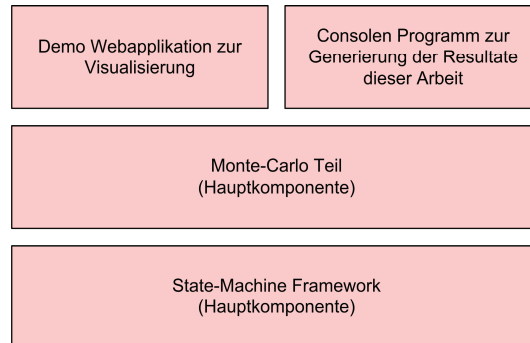 Demo Webapplikation zur
Visualisierung
Consolen Programm zur
Generierung der Resultate
dieser Arbeit
Monte-Carlo Teil
(Hauptkomponente)
State-Machine Framework
(Hauptkomponente)